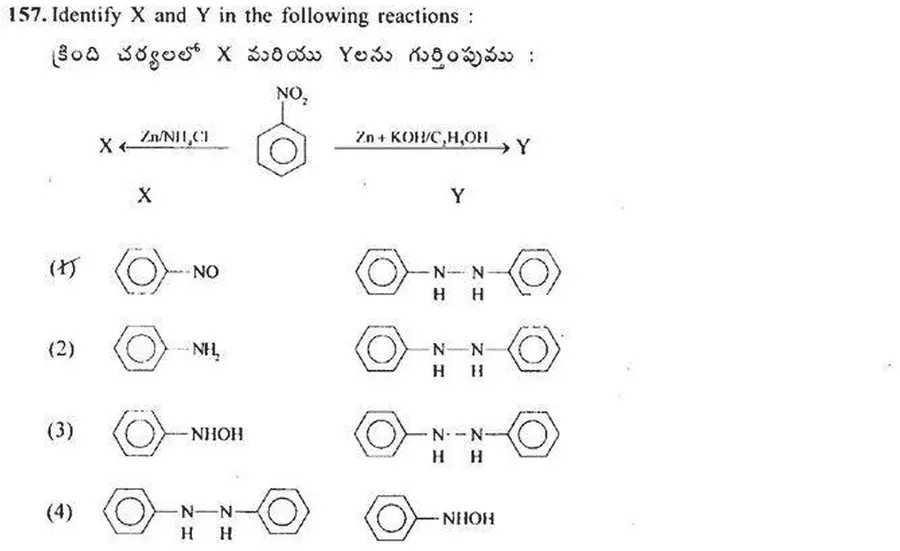 157. Identify X and Y in the following reactions :
క్రింది చర్యలలో X మరియు Yలను గుర్తింపుము :
NO₂
X Zn/NH₄Cl Zn + KOH/C₂H₅OH Y
X Y
(1) NO N N
H H
(2) NH₂ N N
H H
(3) NHOH N N
H H
(4) N N NHOH
H H